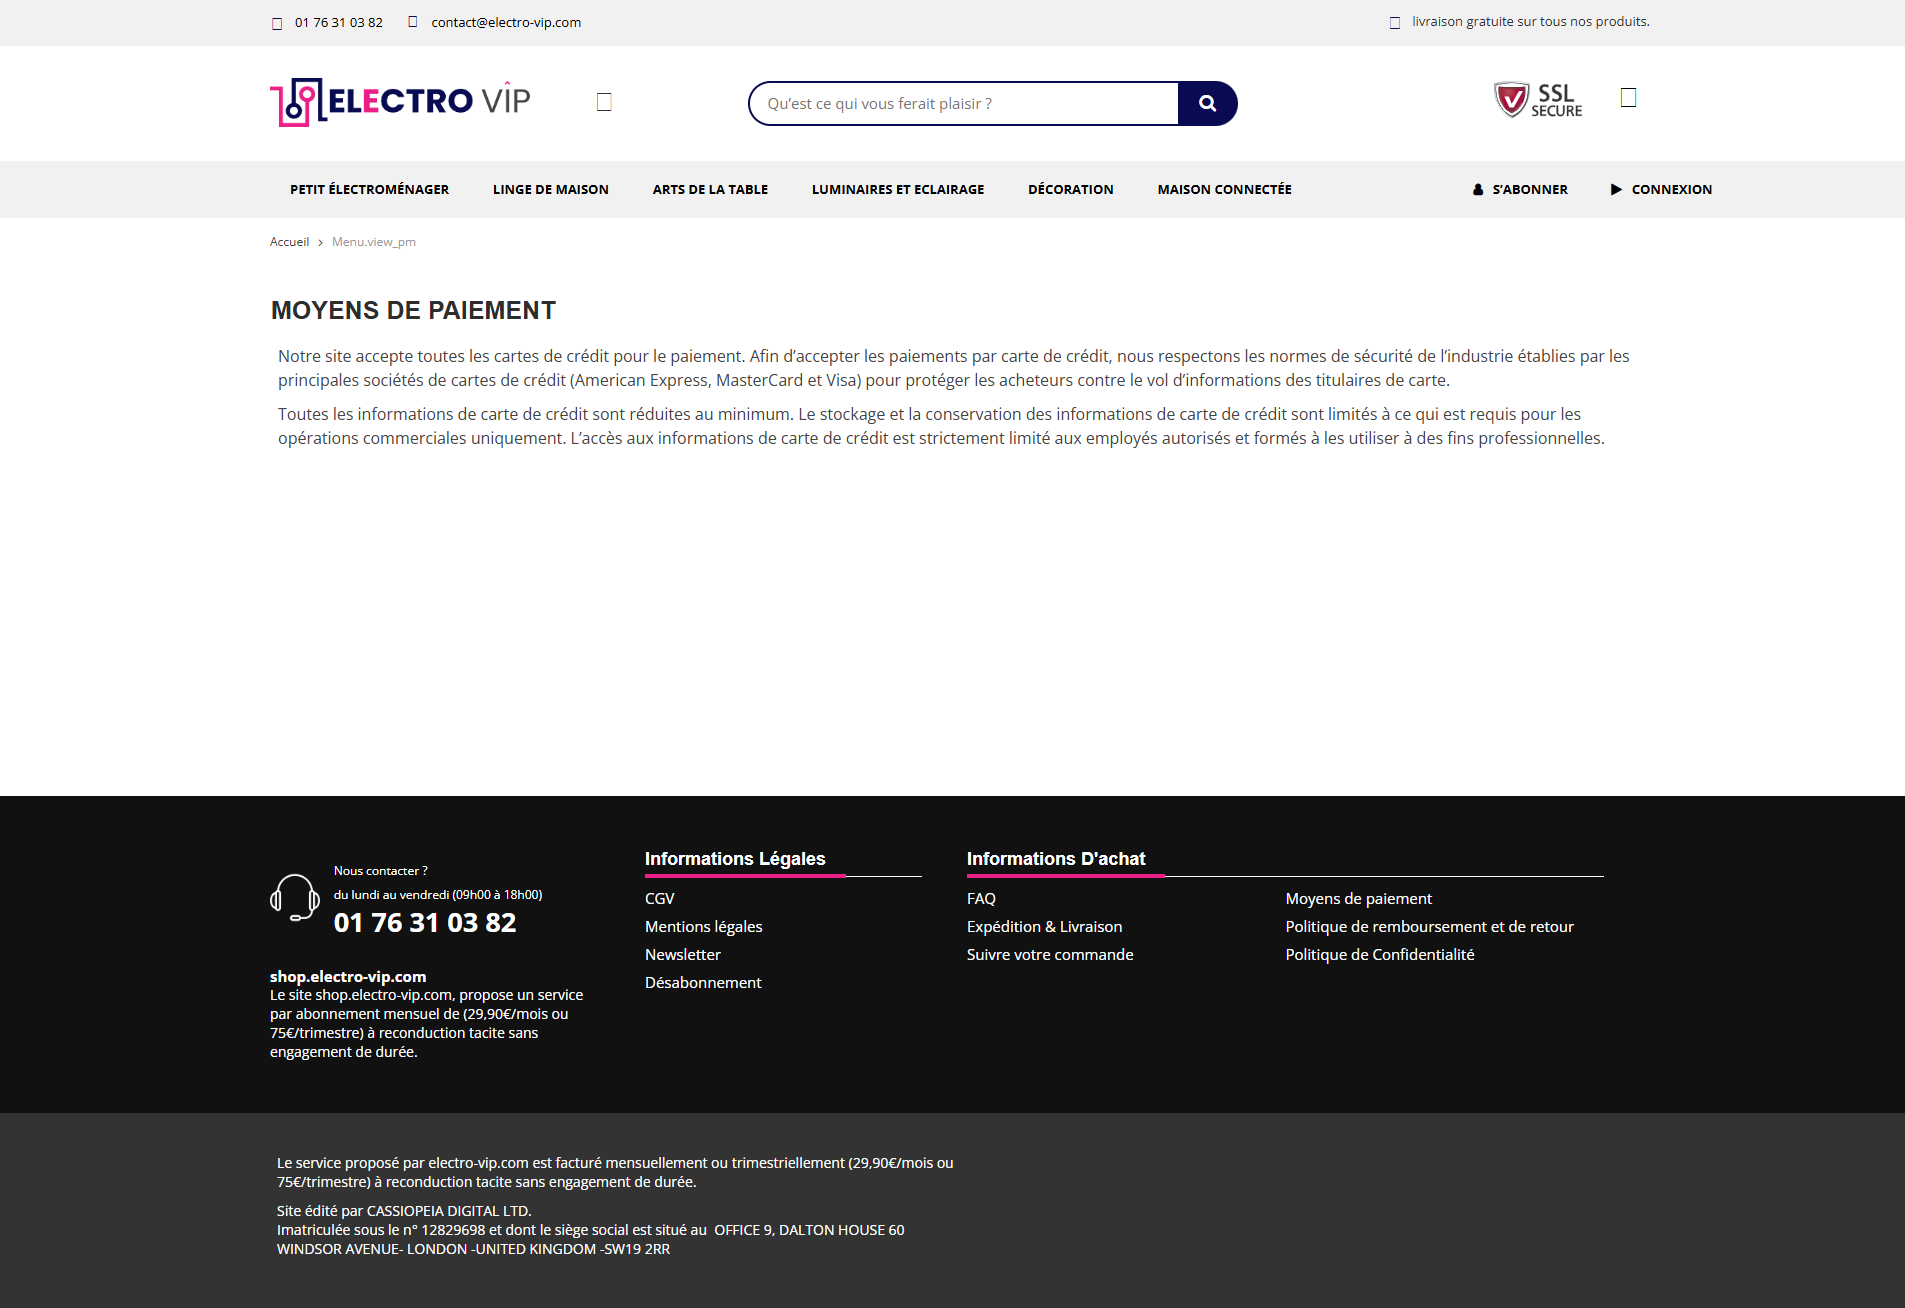 01 76 31 03 82 contact@electro-vip.com livraison gratuite sur tous nos produits.
ELECTRO VIP Qu’est ce qui vous ferait plaisir ? SSL
SECURE
PETIT ÉLECTROMÉNAGER LINGE DE MAISON ARTS DE LA TABLE LUMINAIRES ET ECLAIRAGE DÉCORATION MAISON CONNECTÉE S’ABONNER CONNEXION
Accueil Menu.view_pm
MOYENS DE PAIEMENT
Notre site accepte toutes les cartes de crédit pour le paiement. Afin d’accepter les paiements par carte de crédit, nous respectons les normes de sécurité de l’industrie établies par les
principales sociétés de cartes de crédit (American Express, MasterCard et Visa) pour protéger les acheteurs contre le vol d’informations des titulaires de carte.
Toutes les informations de carte de crédit sont réduites au minimum. Le stockage et la conservation des informations de carte de crédit sont limités à ce qui est requis pour les
opérations commerciales uniquement. L’accès aux informations de carte de crédit est strictement limité aux employés autorisés et formés à les utiliser à des fins professionnelles.
Nous contacter ?
du lundi au vendredi (09h00 à 18h00)
01 76 31 03 82
shop.electro-vip.com
Le site shop.electro-vip.com, propose un service
par abonnement mensuel de (29,90€/mois ou
75€/trimestre) à reconduction tacite sans
engagement de durée.
Informations Légales
CGV
Mentions légales
Newsletter
Désabonnement
Informations D'achat
FAQ
Expédition & Livraison
Suivre votre commande
Moyens de paiement
Politique de remboursement et de retour
Politique de Confidentialité
Le service proposé par electro-vip.com est facturé mensuellement ou trimestriellement (29,90€/mois ou
75€/trimestre) à reconduction tacite sans engagement de durée.
Site édité par CASSIOPEIA DIGITAL LTD.
Imatriculée sous le n° 12829698 et dont le siège social est situé au OFFICE 9, DALTON HOUSE 60
WINDSOR AVENUE- LONDON -UNITED KINGDOM -SW19 2RR